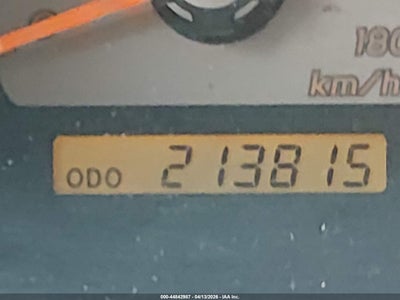 180
km/h
ODO 213815
000-44842987 - 04/13/2026 - IAA Inc.